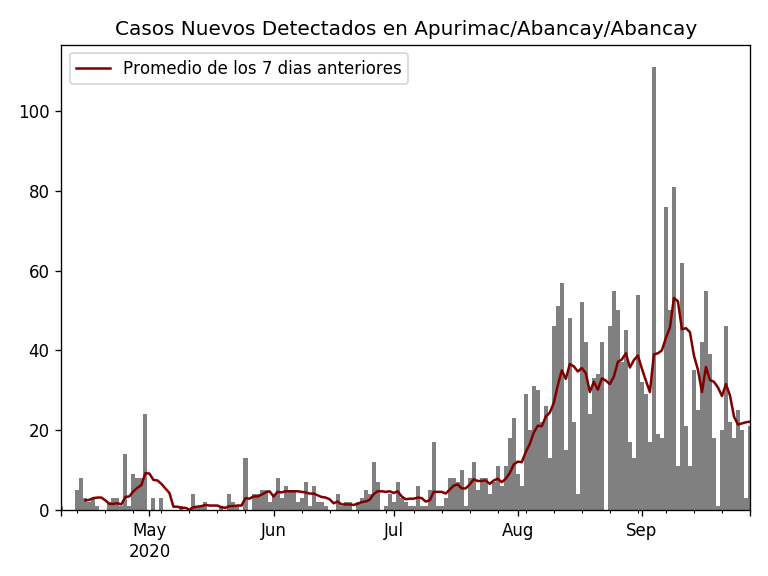 Casos Nuevos Detectados en Apurimac/Abancay/Abancay
Promedio de los 7 dias anteriores
100
80
60
40
20
0
May Jun Jul Aug Sep
2020